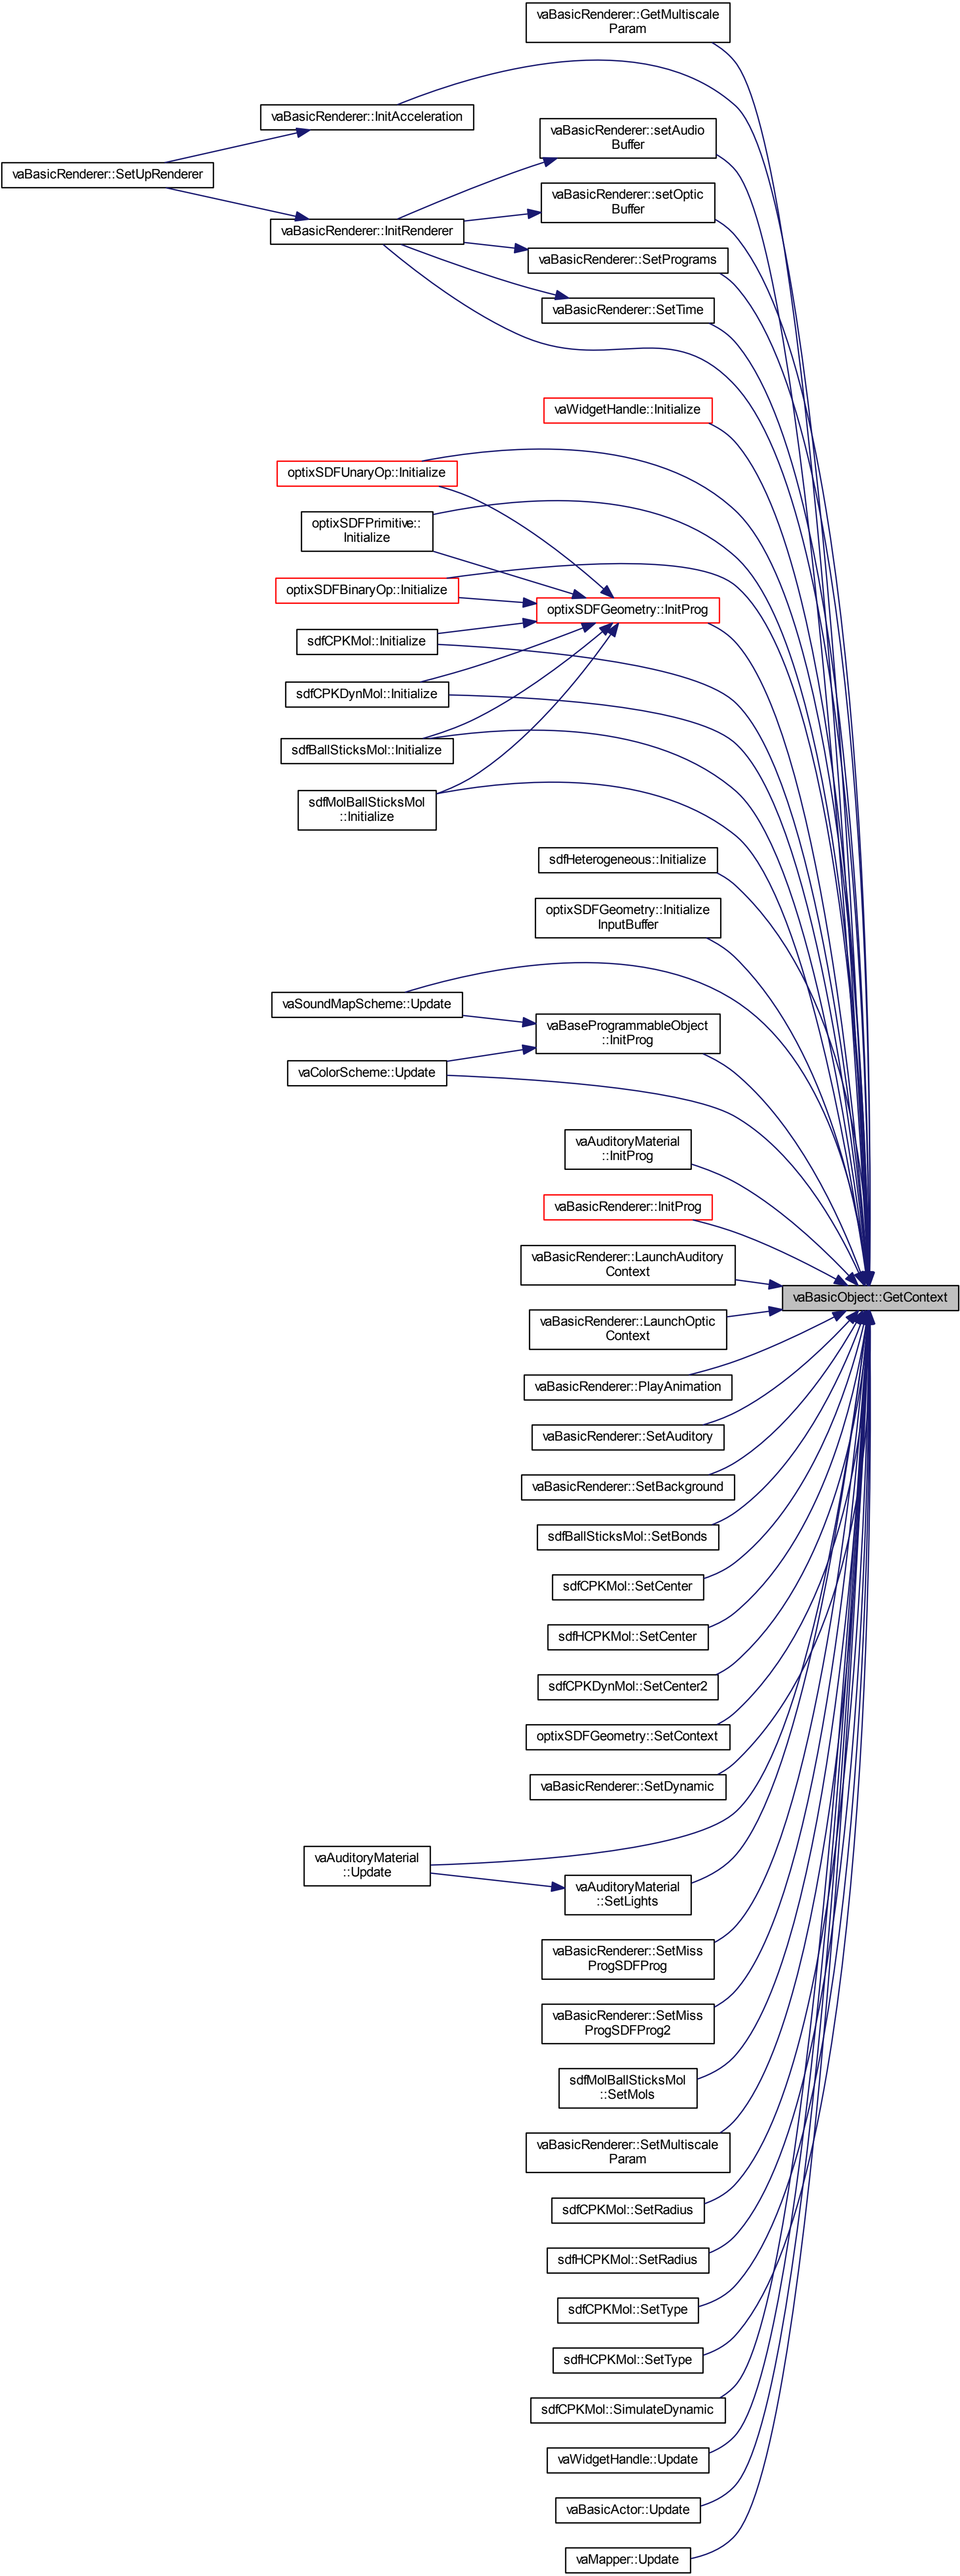 vaBasicRenderer::GetMultiscale
Param
vaBasicRenderer::InitAcceleration
vaBasicRenderer::setAudio
Buffer
vaBasicRenderer::SetUpRenderer
vaBasicRenderer::setOptic
Buffer
vaBasicRenderer::InitRenderer
vaBasicRenderer::SetPrograms
vaBasicRenderer::SetTime
vaWidgetHandle::Initialize
optixSDFUnaryOp::Initialize
optixSDFPrimitive::
Initialize
optixSDFBinaryOp::Initialize
optixSDFGeometry::InitProg
sdfCPKMol::Initialize
sdfCPKDynMol::Initialize
sdfBallSticksMol::Initialize
sdfMolBallSticksMol
::Initialize
sdfHeterogeneous::Initialize
optixSDFGeometry::Initialize
InputBuffer
vaSoundMapScheme::Update
vaBaseProgrammableObject
::InitProg
vaColorScheme::Update
vaAuditoryMaterial
::InitProg
vaBasicRenderer::InitProg
vaBasicRenderer::LaunchAuditory
Context
vaBasicObject::GetContext
vaBasicRenderer::LaunchOptic
Context
vaBasicRenderer::PlayAnimation
vaBasicRenderer::SetAuditory
vaBasicRenderer::SetBackground
sdfBallSticksMol::SetBonds
sdfCPKMol::SetCenter
sdfHCPKMol::SetCenter
sdfCPKDynMol::SetCenter2
optixSDFGeometry::SetContext
vaBasicRenderer::SetDynamic
vaAuditoryMaterial
::Update
vaAuditoryMaterial
::SetLights
vaBasicRenderer::SetMiss
ProgSDFProg
vaBasicRenderer::SetMiss
ProgSDFProg2
sdfMolBallSticksMol
::SetMols
vaBasicRenderer::SetMultiscale
Param
sdfCPKMol::SetRadius
sdfHCPKMol::SetRadius
sdfCPKMol::SetType
sdfHCPKMol::SetType
sdfCPKMol::SimulateDynamic
vaWidgetHandle::Update
vaBasicActor::Update
vaMapper::Update